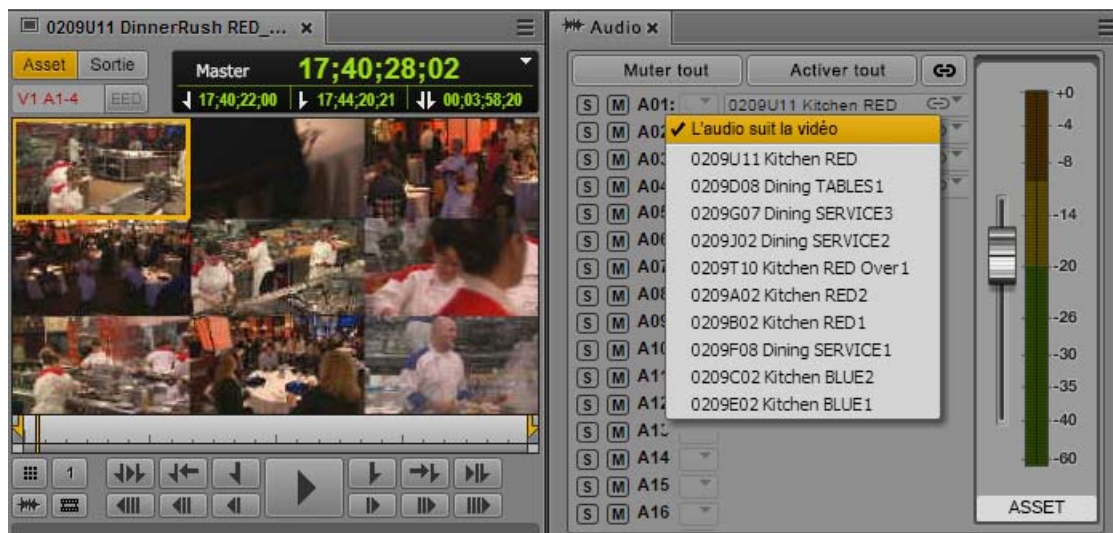 0209U11 DinnerRush RED_... x
Asset Sortie
Master 17;40;28;02
V1 A1-4 EED 17;40;22;00 17;44;20;21 00;03;58;20
1
Audio x
Muter tout Activer tout
S M A01: 0209U11 Kitchen RED
S M A02
L'audio suit la vidéo
S M A03
0209U11 Kitchen RED
S M A04
0209D08 Dining TABLES1
S M A05
0209G07 Dining SERVICE3
S M A06
0209J02 Dining SERVICE2
S M A07
0209T10 Kitchen RED Over1
S M A08
0209A02 Kitchen RED2
S M A09
0209B02 Kitchen RED1
S M A10
0209F08 Dining SERVICE1
S M A11
0209C02 Kitchen BLUE2
S M A12
0209E02 Kitchen BLUE1
S M A13
S M A14
S M A15
S M A16
+0
-4
-8
-14
-20
-26
-30
-35
-40
-60
ASSET